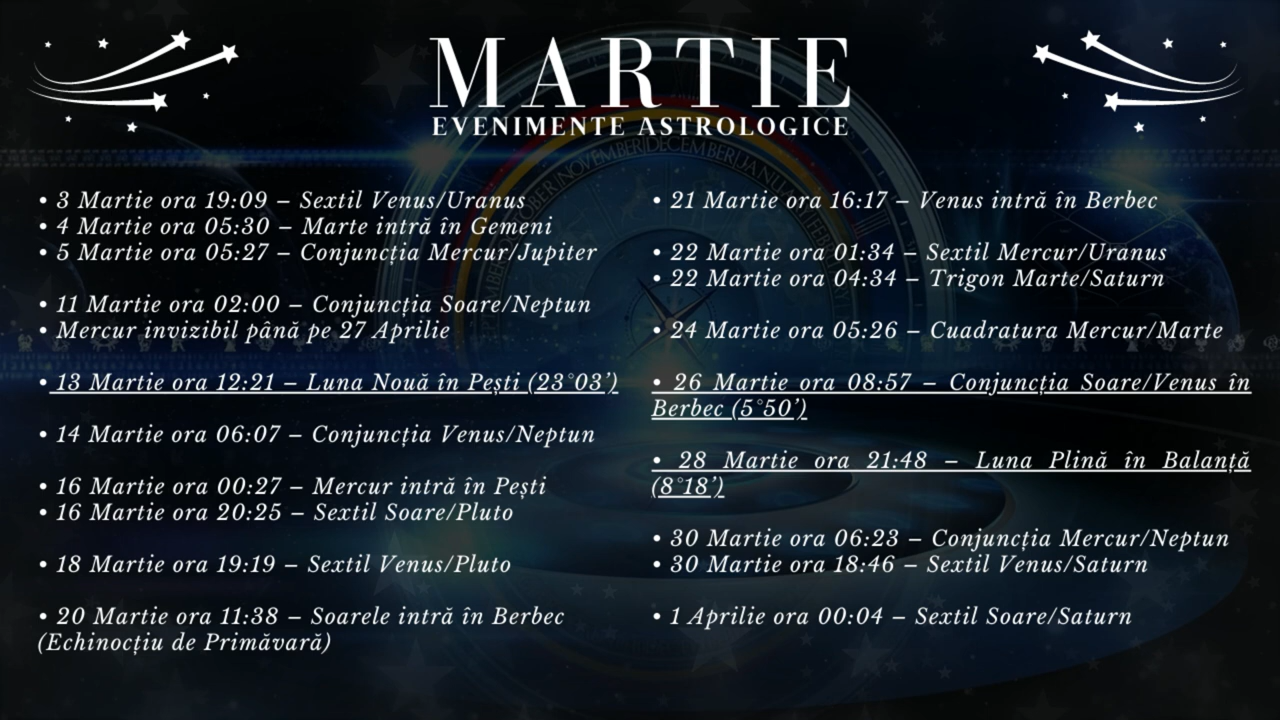 MARTIE
EVENIMENTE ASTROLOGICE
• 3 Martie ora 19:09 – Sextil Venus/Uranus
• 4 Martie ora 05:30 – Marte intră în Gemeni
• 5 Martie ora 05:27 – Conjuncția Mercur/Jupiter
• 11 Martie ora 02:00 – Conjuncția Soare/Neptun
• Mercur invizibil până pe 27 Aprilie
• 13 Martie ora 12:21 – Luna Nouă în Pești (23°03’)
• 14 Martie ora 06:07 – Conjuncția Venus/Neptun
• 16 Martie ora 00:27 – Mercur intră în Pești
• 16 Martie ora 20:25 – Sextil Soare/Pluto
• 18 Martie ora 19:19 – Sextil Venus/Pluto
• 20 Martie ora 11:38 – Soarele intră în Berbec
(Echinocțiu de Primăvară)
• 21 Martie ora 16:17 – Venus intră în Berbec
• 22 Martie ora 01:34 – Sextil Mercur/Uranus
• 22 Martie ora 04:34 – Trigon Marte/Saturn
• 24 Martie ora 05:26 – Cuadratura Mercur/Marte
• 26 Martie ora 08:57 – Conjuncția Soare/Venus în
Berbec (5°50’)
• 28 Martie ora 21:48 – Luna Plină în Balanță
(8°18’)
• 30 Martie ora 06:23 – Conjuncția Mercur/Neptun
• 30 Martie ora 18:46 – Sextil Venus/Saturn
• 1 Aprilie ora 00:04 – Sextil Soare/Saturn
NOVEMBER DECEMBER